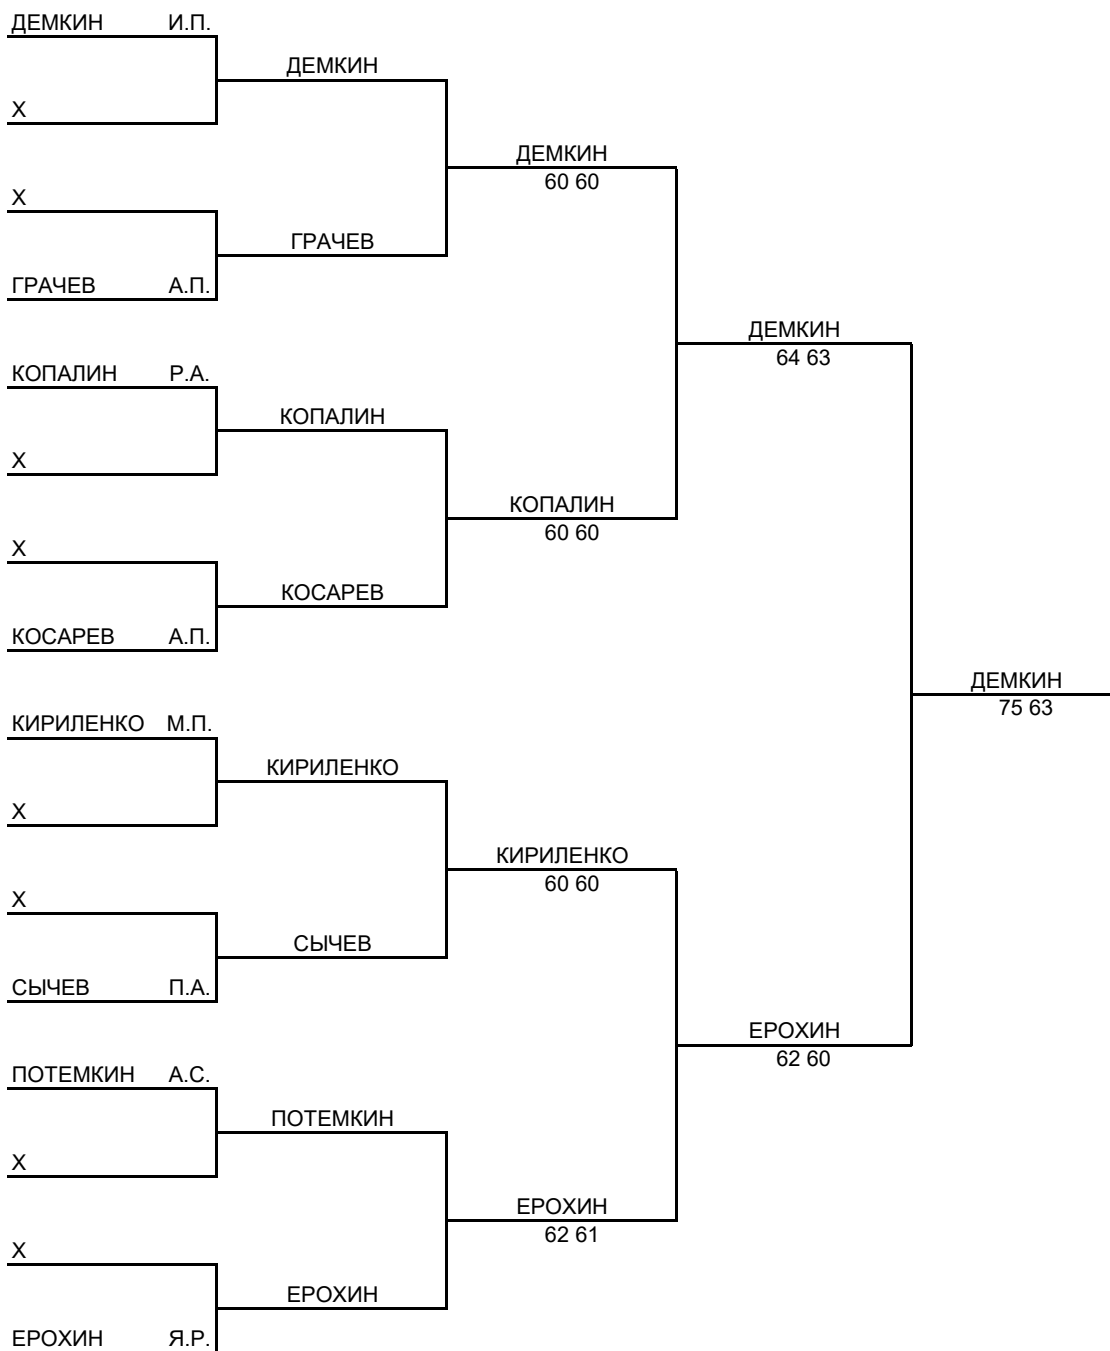 ДЕМКИН И.П.
ДЕМКИН
Х
ДЕМКИН
60 60
Х
ГРАЧЕВ
ГРАЧЕВ А.П.
ДЕМКИН
64 63
КОПАЛИН Р.А.
КОПАЛИН
Х
КОПАЛИН
60 60
Х
КОСАРЕВ
КОСАРЕВ А.П.
ДЕМКИН
75 63
КИРИЛЕНКО М.П.
КИРИЛЕНКО
Х
КИРИЛЕНКО
60 60
Х
СЫЧЕВ
СЫЧЕВ П.А.
ЕРОХИН
62 60
ПОТЕМКИН А.С.
ПОТЕМКИН
Х
ЕРОХИН
62 61
Х
ЕРОХИН
ЕРОХИН Я.Р.